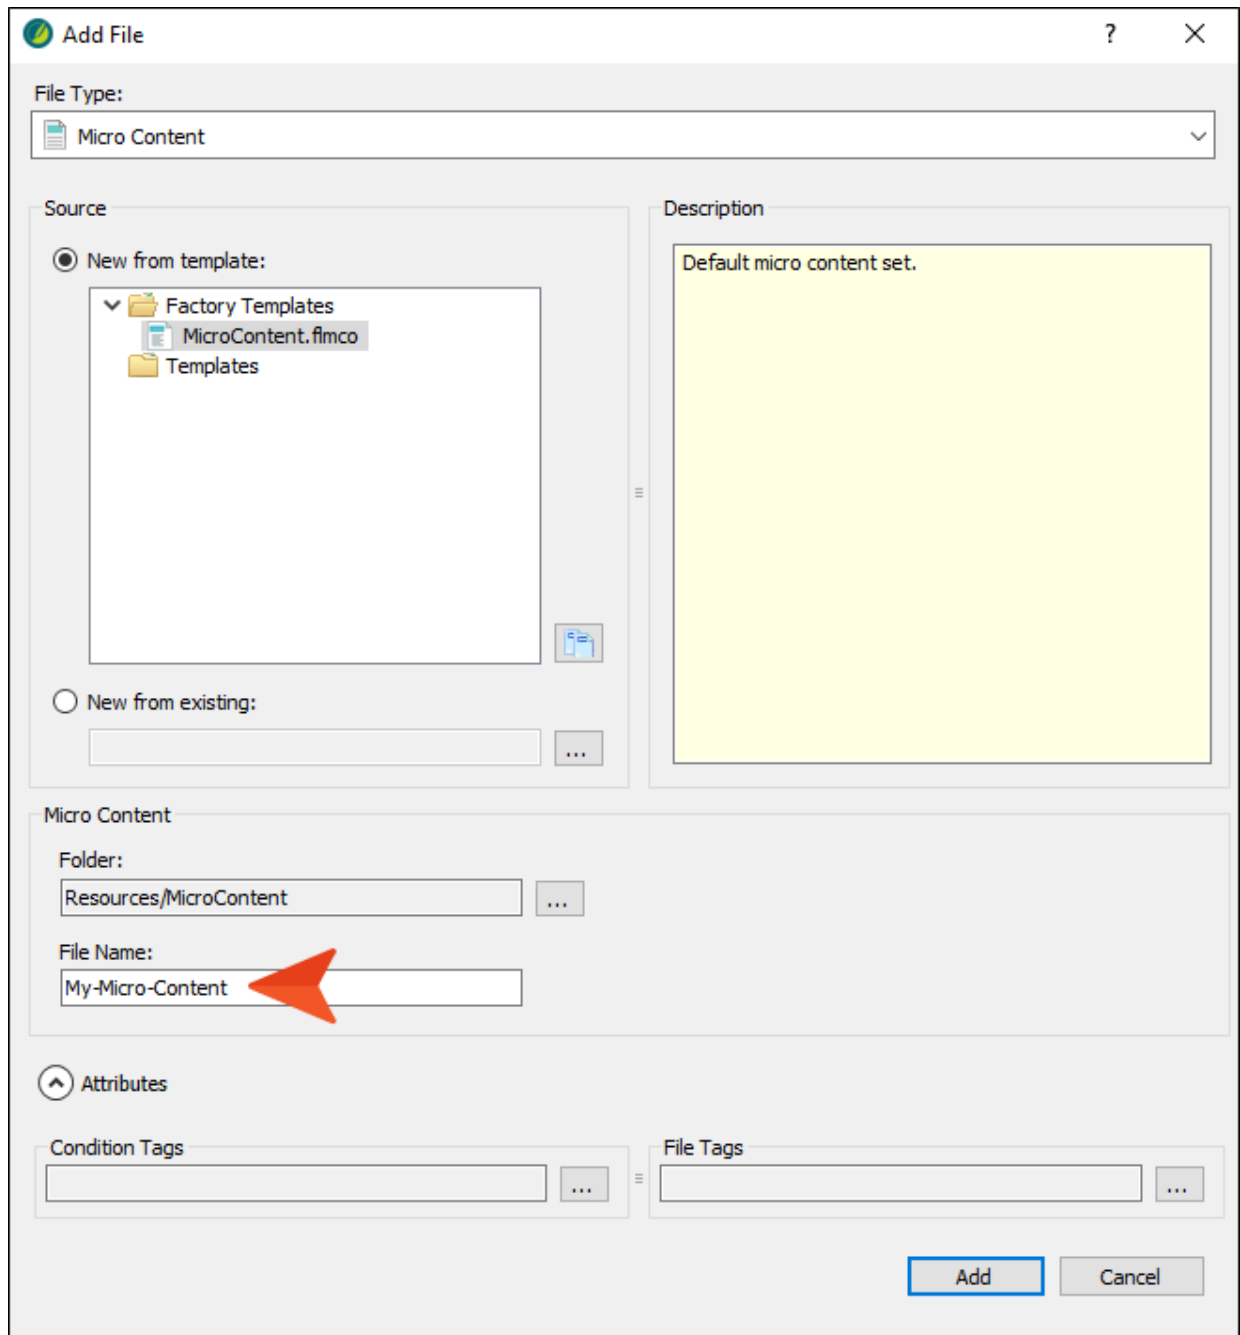 Add File
?
File Type:
Micro Content
Source
New from template:
Factory Templates
MicroContent.flmco
Templates
New from existing:
...
Description
Default micro content set.
Micro Content
Folder:
Resources/MicroContent
...
File Name:
My-Micro-Content
Attributes
Condition Tags
...
File Tags
...
Add
Cancel